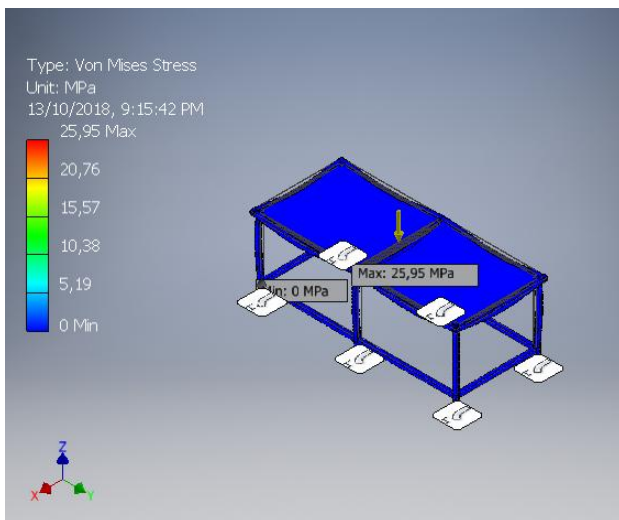 Type: Von Mises Stress
Unit: MPa
13/10/2018, 9:15:42 PM
25,95 Max
20,76
15,57
10,38
5,19
0 Min
Max: 25,95 MPa
: 0 MPa
Z
X
Y